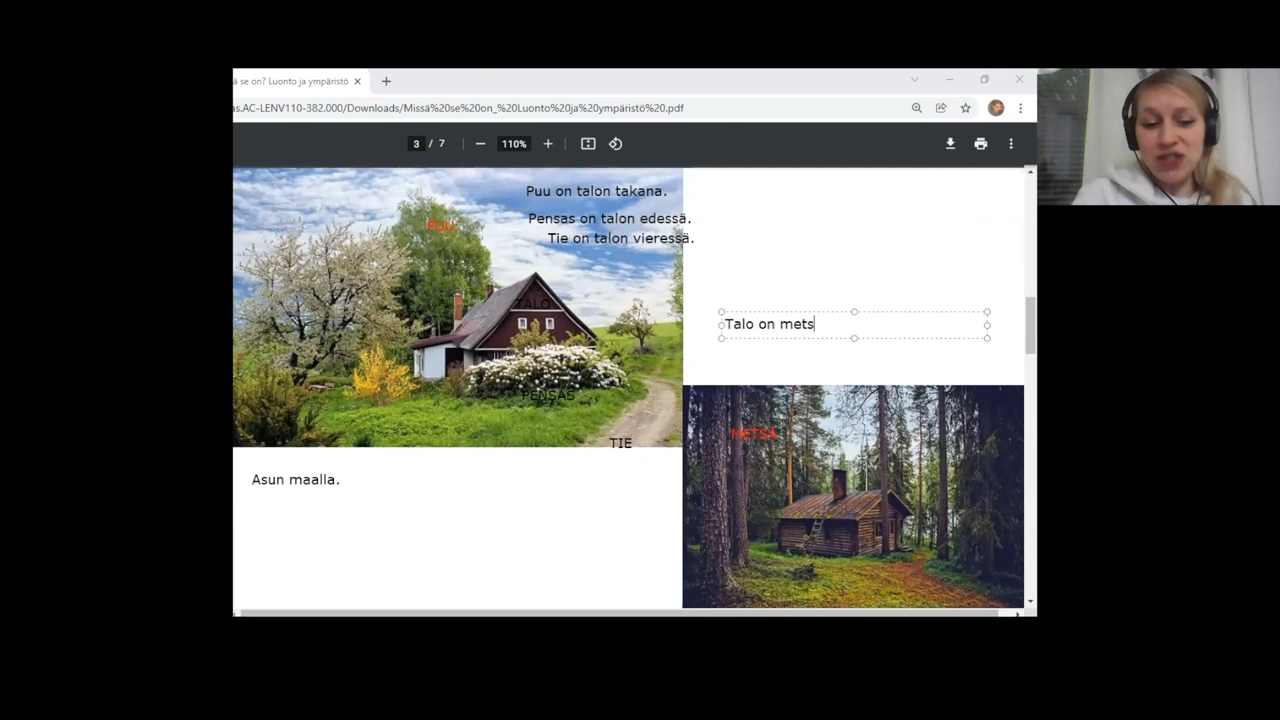 ä se on? Luonto ja ympäristö
as.AC-LENV110-382.000/Downloads/Missä%20se%20on_%20Luonto%20ja%20ympäristö%20.pdf
3 / 7
110%
Puu on talon takana.
Pensas on talon edessä.
Tie on talon vieressä.
PUU
TALO
PENSAS
TIE
Asun maalla.
Talo on mets
METSÄ